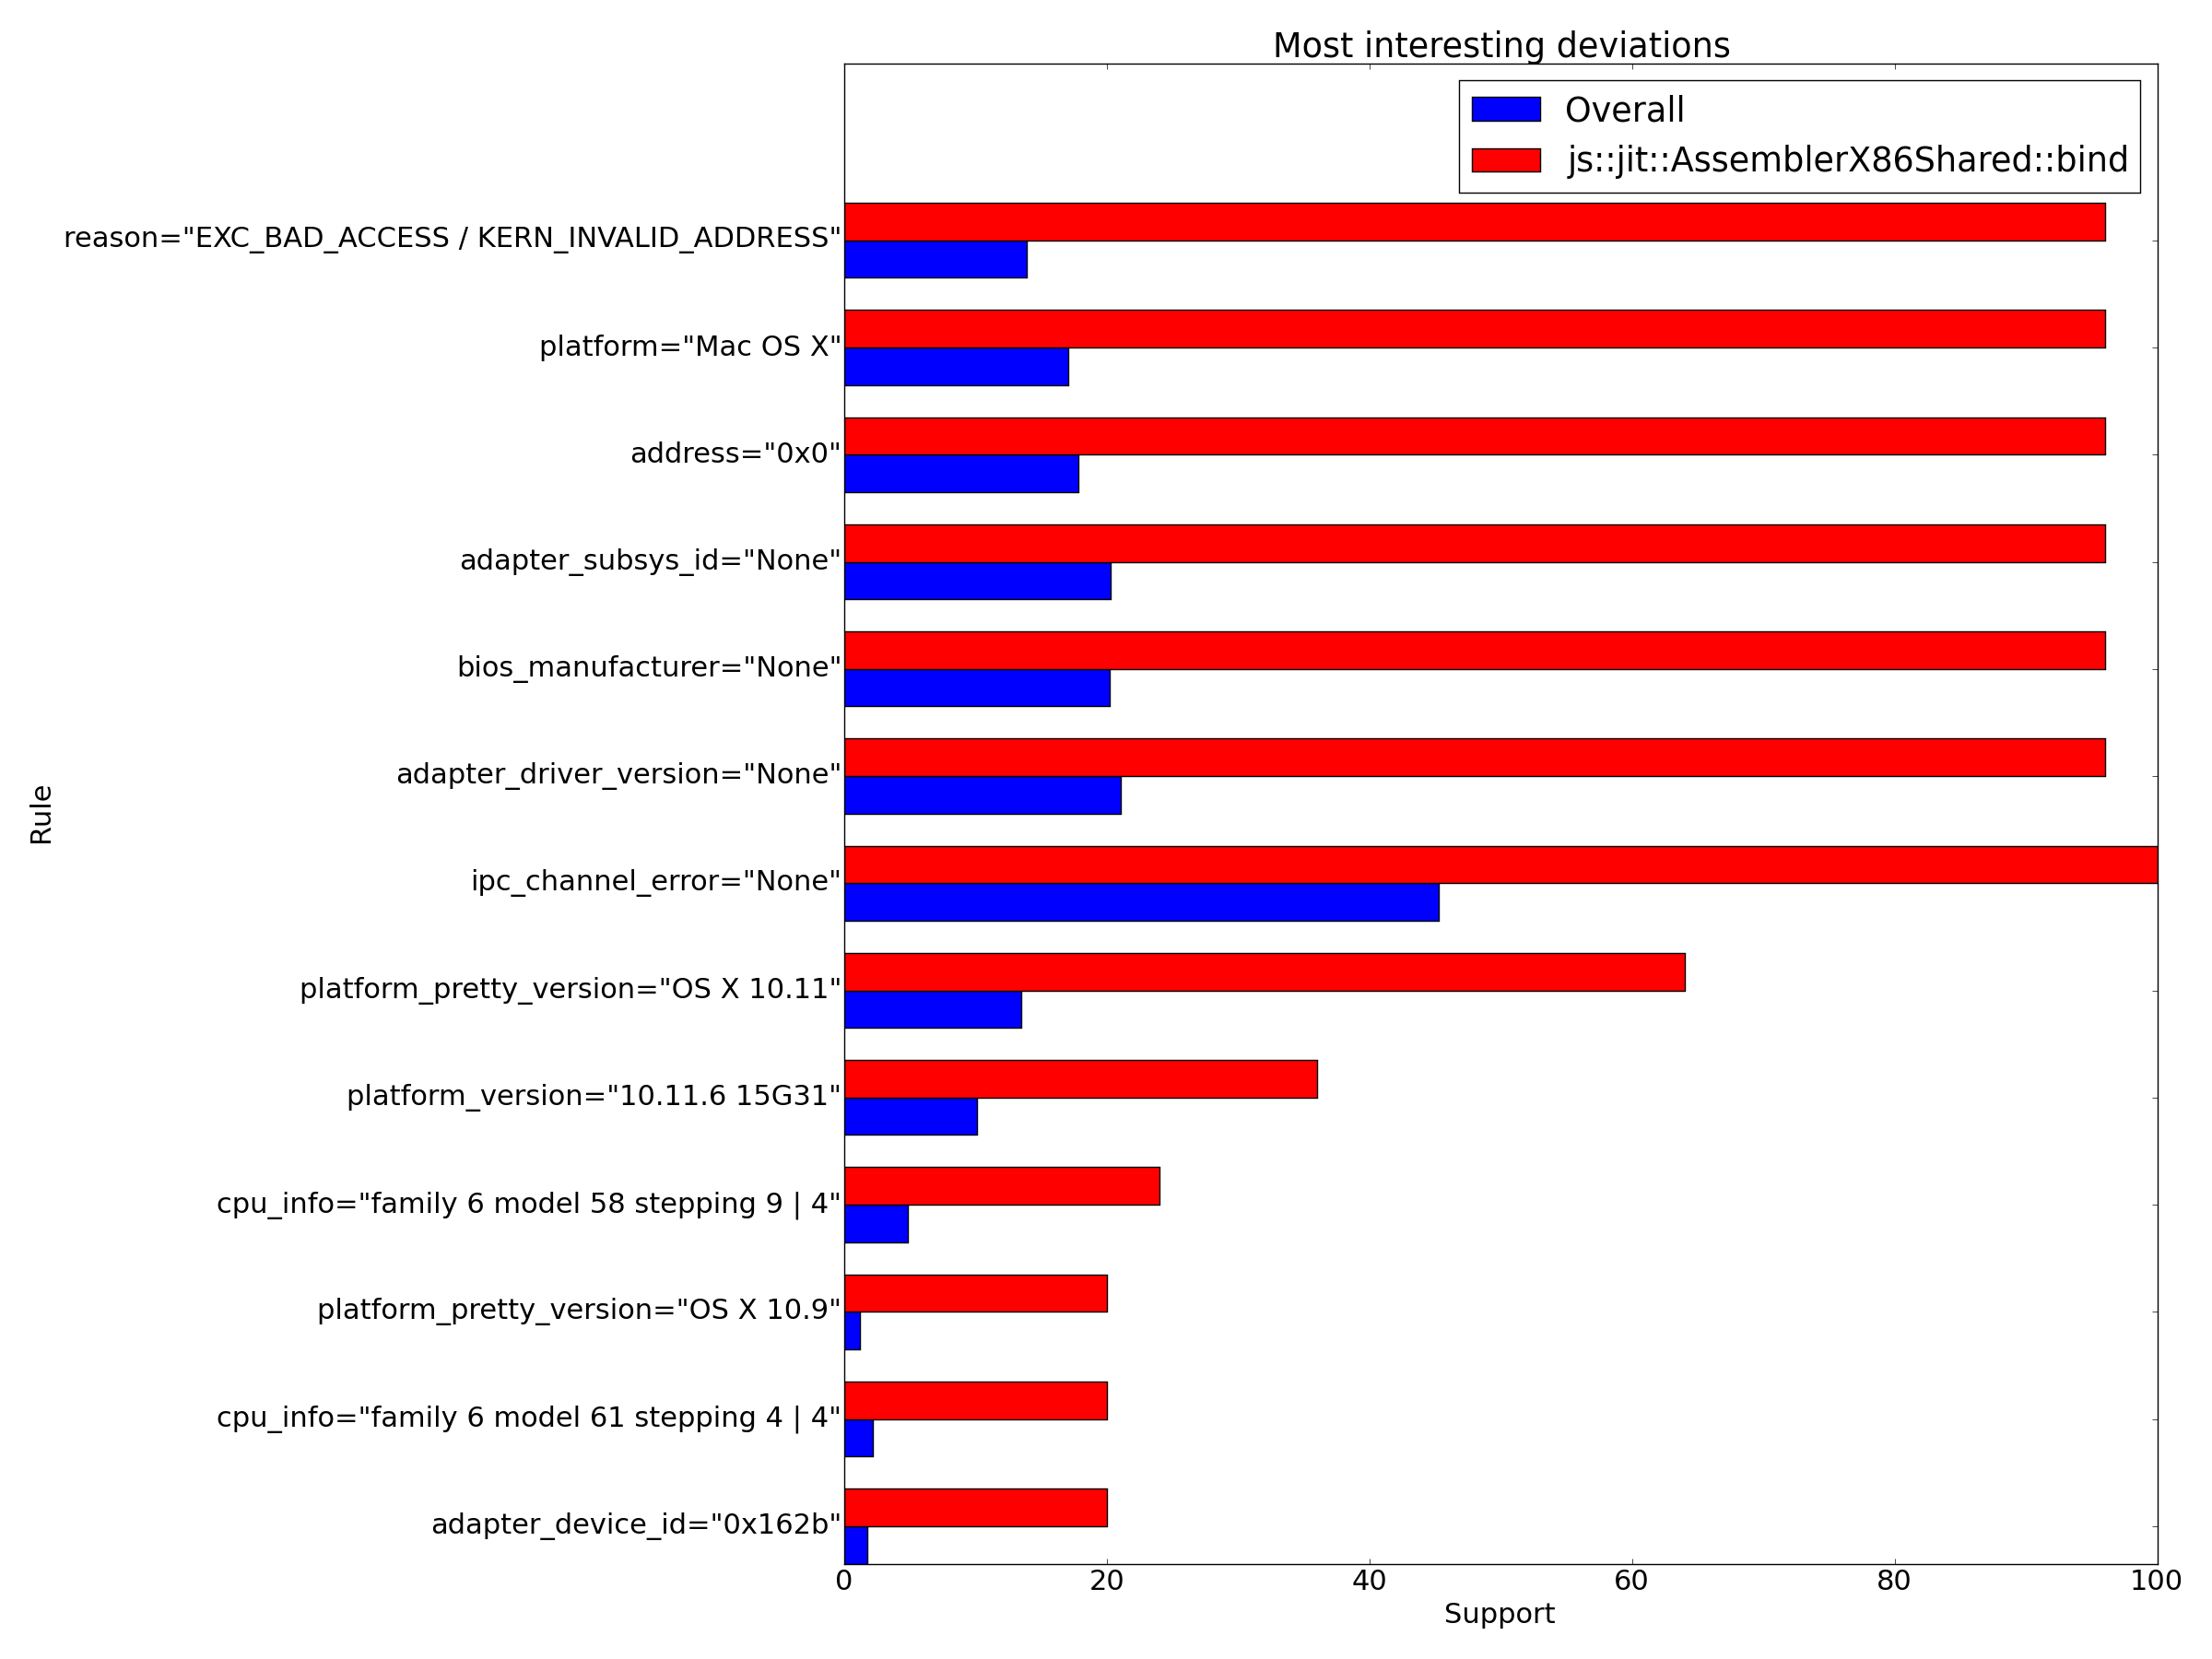 Most interesting deviations
Overall
js::jit::AssemblerX86Shared::bind
reason="EXC_BAD_ACCESS / KERN_INVALID_ADDRESS"
platform="Mac OS X"
address="0x0"
adapter_subsys_id="None"
bios_manufacturer="None"
adapter_driver_version="None"
ipc_channel_error="None"
platform_pretty_version="OS X 10.11"
platform_version="10.11.6 15G31"
cpu_info="family 6 model 58 stepping 9 | 4"
platform_pretty_version="OS X 10.9"
cpu_info="family 6 model 61 stepping 4 | 4"
adapter_device_id="0x162b"
Rule
0 20 40 60 80 100
Support